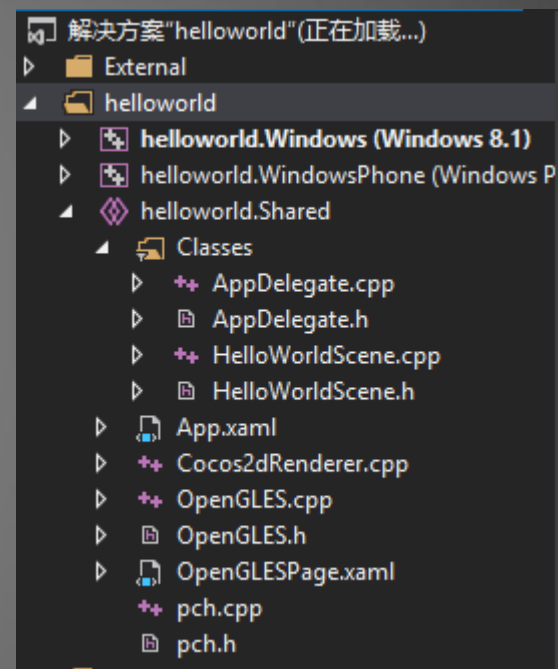 解决方案"helloworld"(正在加载...)
External
helloworld
helloworld.Windows (Windows 8.1)
helloworld.WindowsPhone (Windows P
helloworld.Shared
Classes
AppDelegate.cpp
AppDelegate.h
HelloWorldScene.cpp
HelloWorldScene.h
App.xaml
Cocos2dRenderer.cpp
OpenGLES.cpp
OpenGLES.h
OpenGLESPage.xaml
pch.cpp
pch.h